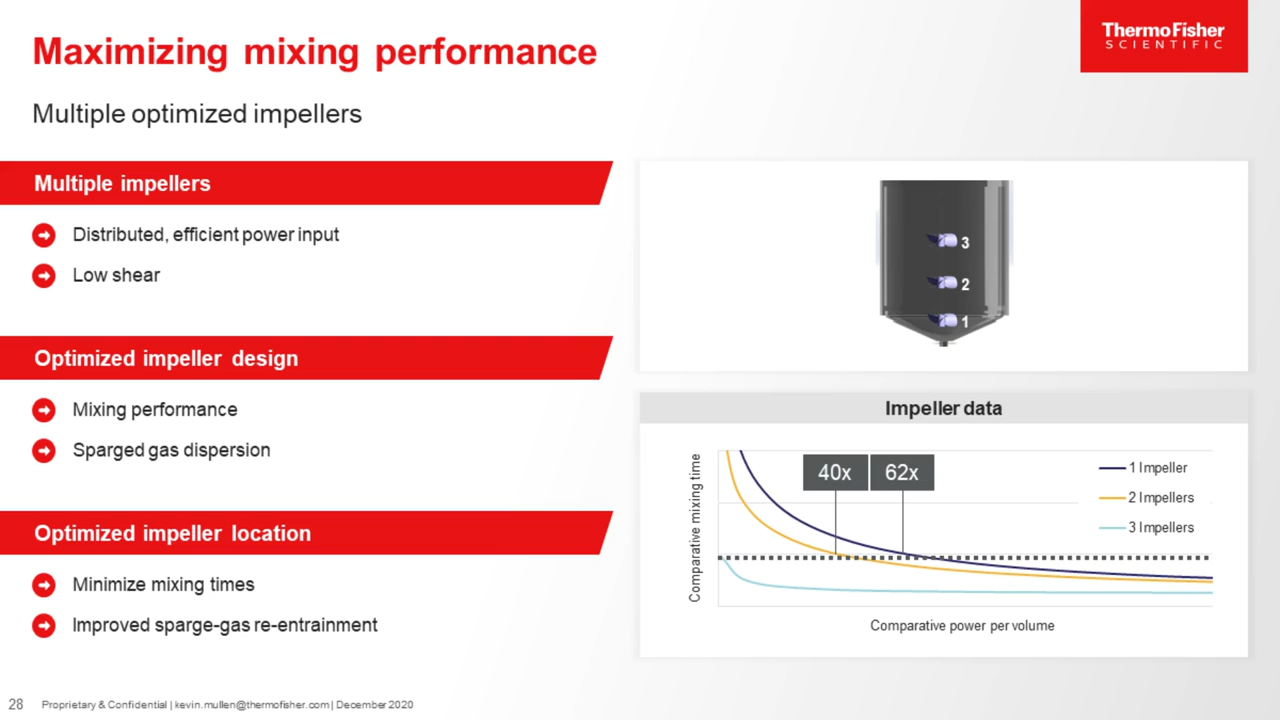 Maximizing mixing performance
ThermoFisher
SCIENTIFIC
Multiple optimized impellers
Multiple impellers
Distributed, efficient power input
Low shear
Optimized impeller design
Mixing performance
Sparged gas dispersion
Optimized impeller location
Minimize mixing times
Improved sparge-gas re-entrainment
3
2
1
Impeller data
Comparative mixing time
40x
62x
1 Impeller
2 Impellers
3 Impellers
Comparative power per volume
28 Proprietary & Confidential | kevin.mullen@thermofisher.com | December 2020